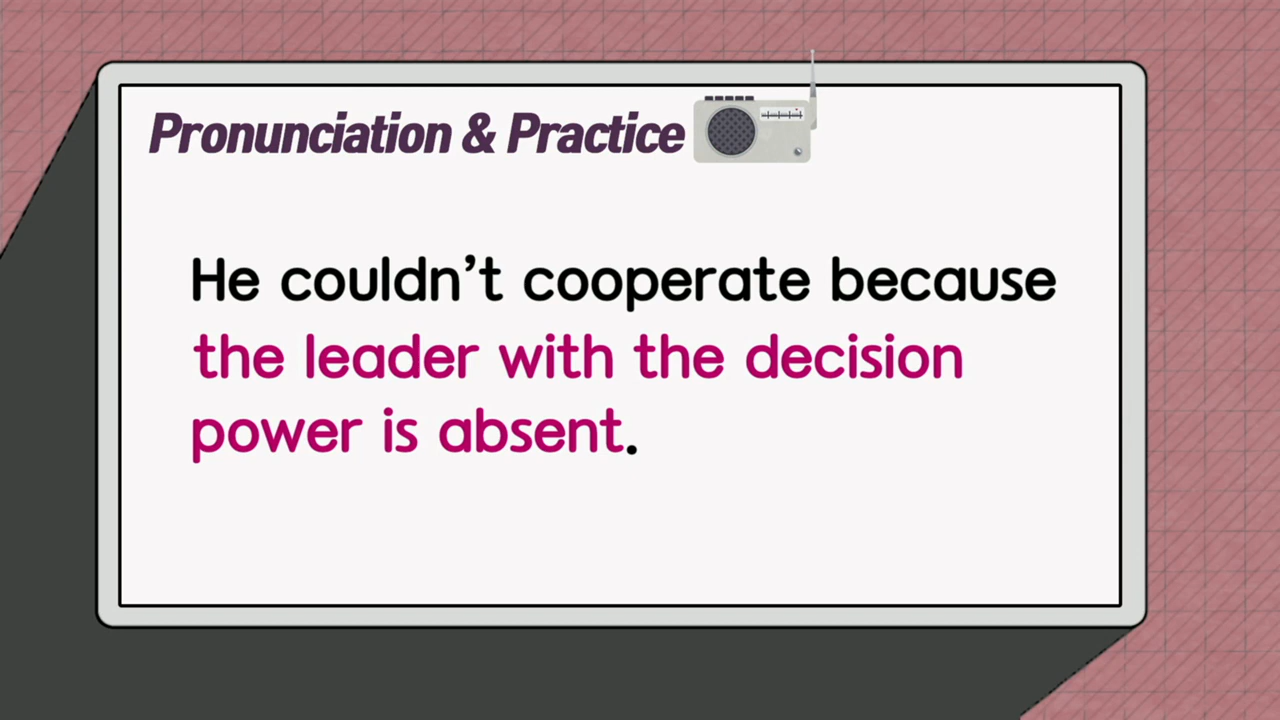 Pronunciation & Practice
He couldn’t cooperate because
the leader with the decision
power is absent.